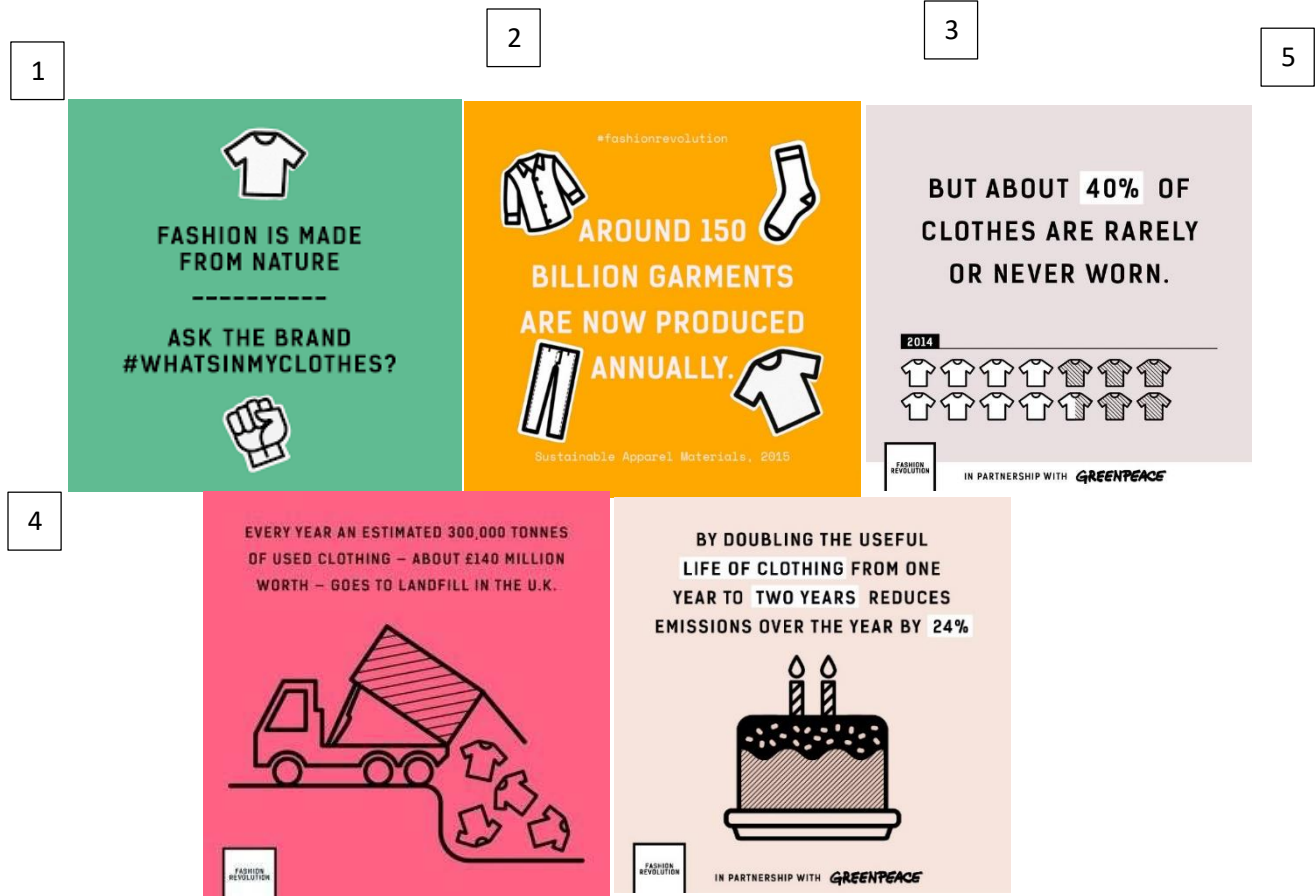 1
2
3
5
FASHION IS MADE
FROM NATURE
----------
ASK THE BRAND
#WHATSINMYCLOTHES?
#fashionrevolution
AROUND 150
BILLION GARMENTS
ARE NOW PRODUCED
ANNUALLY.
Sustainable Apparel Materials, 2015
BUT ABOUT 40% OF
CLOTHES ARE RARELY
OR NEVER WORN.
2014
FASHION
REVOLUTION
IN PARTNERSHIP WITH GREENPEACE
4
EVERY YEAR AN ESTIMATED 300,000 TONNES
OF USED CLOTHING – ABOUT £140 MILLION
WORTH – GOES TO LANDFILL IN THE U.K.
FASHION
REVOLUTION
BY DOUBLING THE USEFUL
LIFE OF CLOTHING FROM ONE
YEAR TO TWO YEARS REDUCES
EMISSIONS OVER THE YEAR BY 24%
FASHION
REVOLUTION
IN PARTNERSHIP WITH GREENPEACE